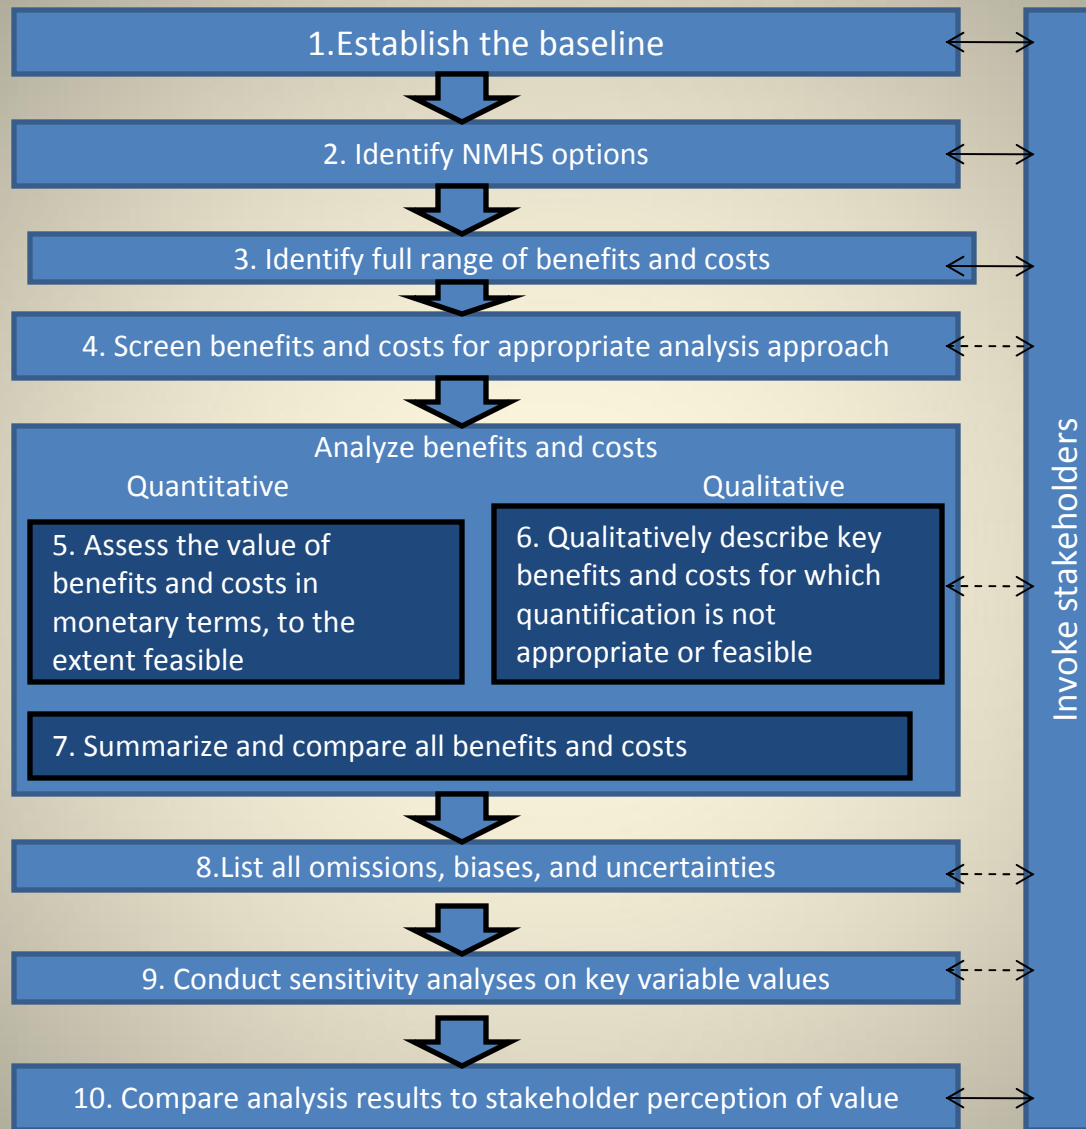 1.Establish the baseline
2. Identify NMHS options
3. Identify full range of benefits and costs
4. Screen benefits and costs for appropriate analysis approach
Analyze benefits and costs
Quantitative
Qualitative
5. Assess the value of
benefits and costs in
monetary terms, to the
extent feasible
6. Qualitatively describe key
benefits and costs for which
quantification is not
appropriate or feasible
7. Summarize and compare all benefits and costs
8.List all omissions, biases, and uncertainties
9. Conduct sensitivity analyses on key variable values
10. Compare analysis results to stakeholder perception of value
Invoke stakeholders